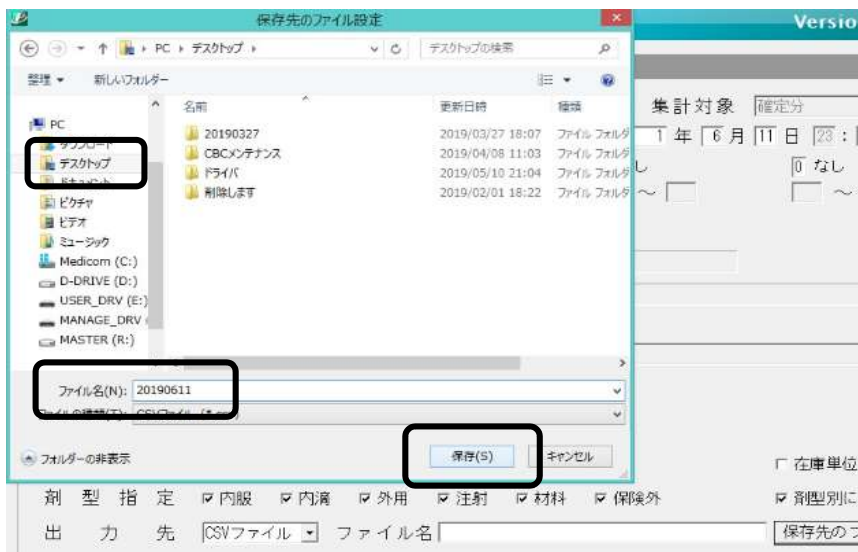 保存先のファイル設定
Versio
PC ▸ デスクトップ ▸
デスクトップの検索
整理
新しいフォルダー
名前
更新日時
種類
集計対象 確定分
PC
20190327 2019/03/27 18:07 ファイル フォルダ
1 年 6 月 11 日 23 :
ダウンロード
CBCメンテナンス 2019/04/08 11:03 ファイル フォルダ
デスクトップ
ドライバ 2019/05/10 21:04 ファイル フォルダ
0 なし
ドキュメント
削除します 2019/02/01 18:22 ファイル フォルダ
～
～
ピクチャ
ビデオ
ミュージック
Medicom (C:)
D-DRIVE (D:)
USER_DRV (E:)
MANAGE_DRV
MASTER (R:)
ファイル名(N): 20190611
ファイルの種類(T): CSVファイル
フォルダーの非表示
保存(S)
キャンセル
在庫単位
剤型指定 内服 内滴 外用 注射 材料 保険外 剤型別に
出力先 CSVファイル ファイル名 保存先のフ